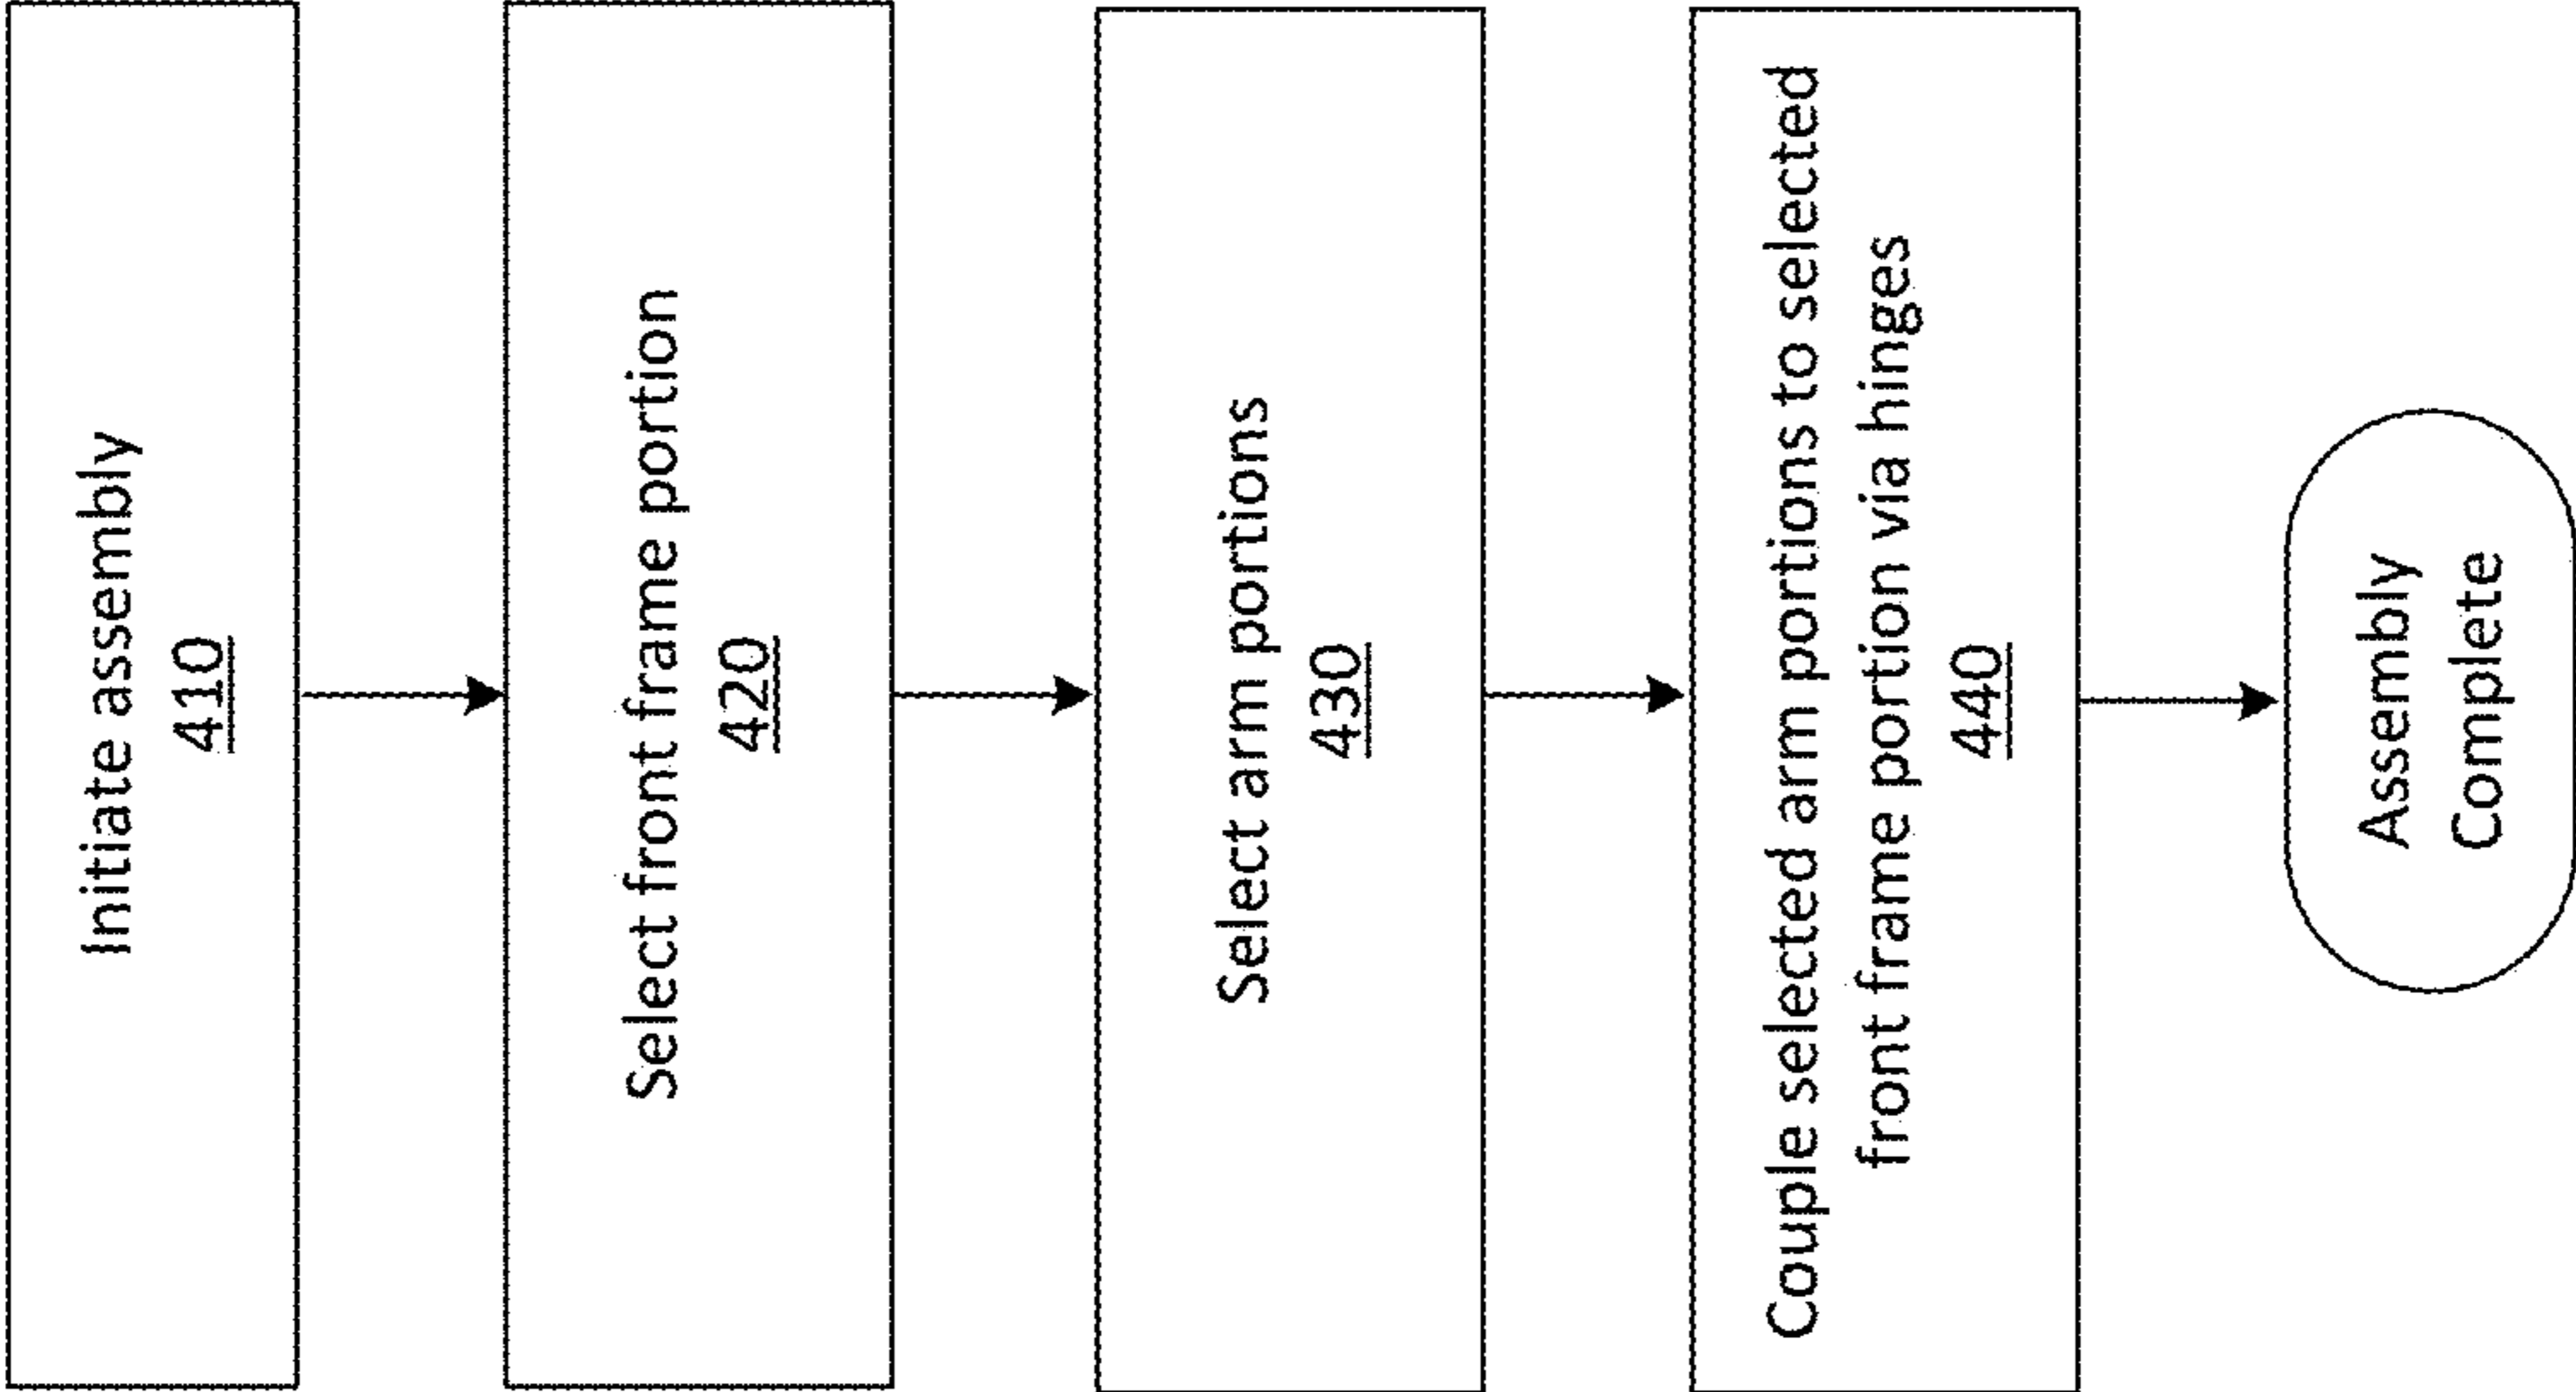 Initiate assembly
410
Select front frame portion
420
Select arm portions
430
Couple selected arm portions to selected
front frame portion via hinges
440
Assembly
Complete